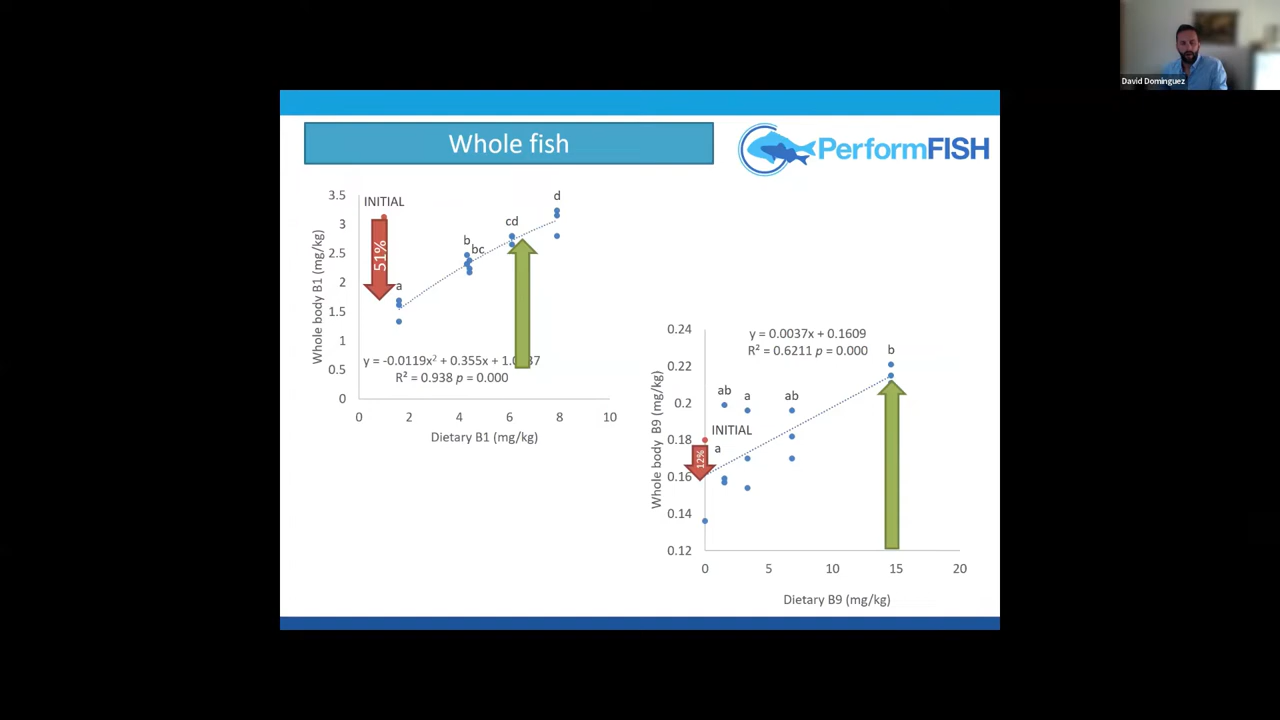 David Dominguez
Whole fish
PerformFISH
INITIAL
51%
a
b
bc
cd
d
3.5
3
2.5
2
1.5
1
0.5
0
Whole body B1 (mg/kg)
y = -0.0119x² + 0.355x + 1.0 37
R² = 0.938 p = 0.000
0 2 4 6 8 10
Dietary B1 (mg/kg)
0.24
0.22
0.2
0.18
0.16
0.14
0.12
Whole body B9 (mg/kg)
y = 0.0037x + 0.1609
R² = 0.6211 p = 0.000
b
ab
a
ab
INITIAL
a
12%
0 5 10 15 20
Dietary B9 (mg/kg)